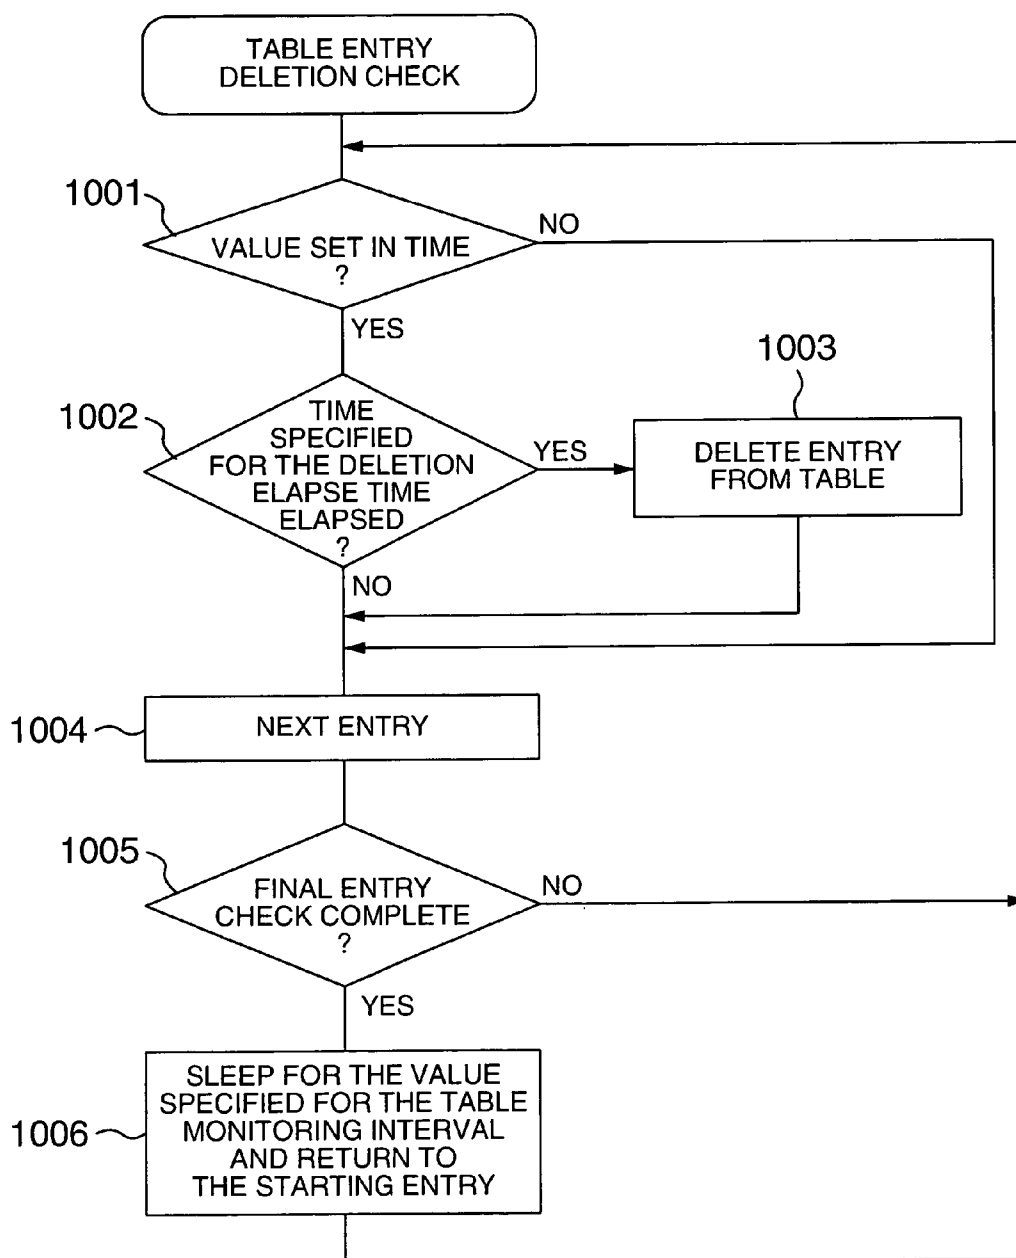 TABLE ENTRY
DELETION CHECK
1001
VALUE SET IN TIME
?
NO
YES
1002
TIME
SPECIFIED
FOR THE DELETION
ELAPSE TIME
ELAPSED
?
YES
NO
1003
DELETE ENTRY
FROM TABLE
1004
NEXT ENTRY
1005
FINAL ENTRY
CHECK COMPLETE
?
NO
YES
1006
SLEEP FOR THE VALUE
SPECIFIED FOR THE TABLE
MONITORING INTERVAL
AND RETURN TO
THE STARTING ENTRY